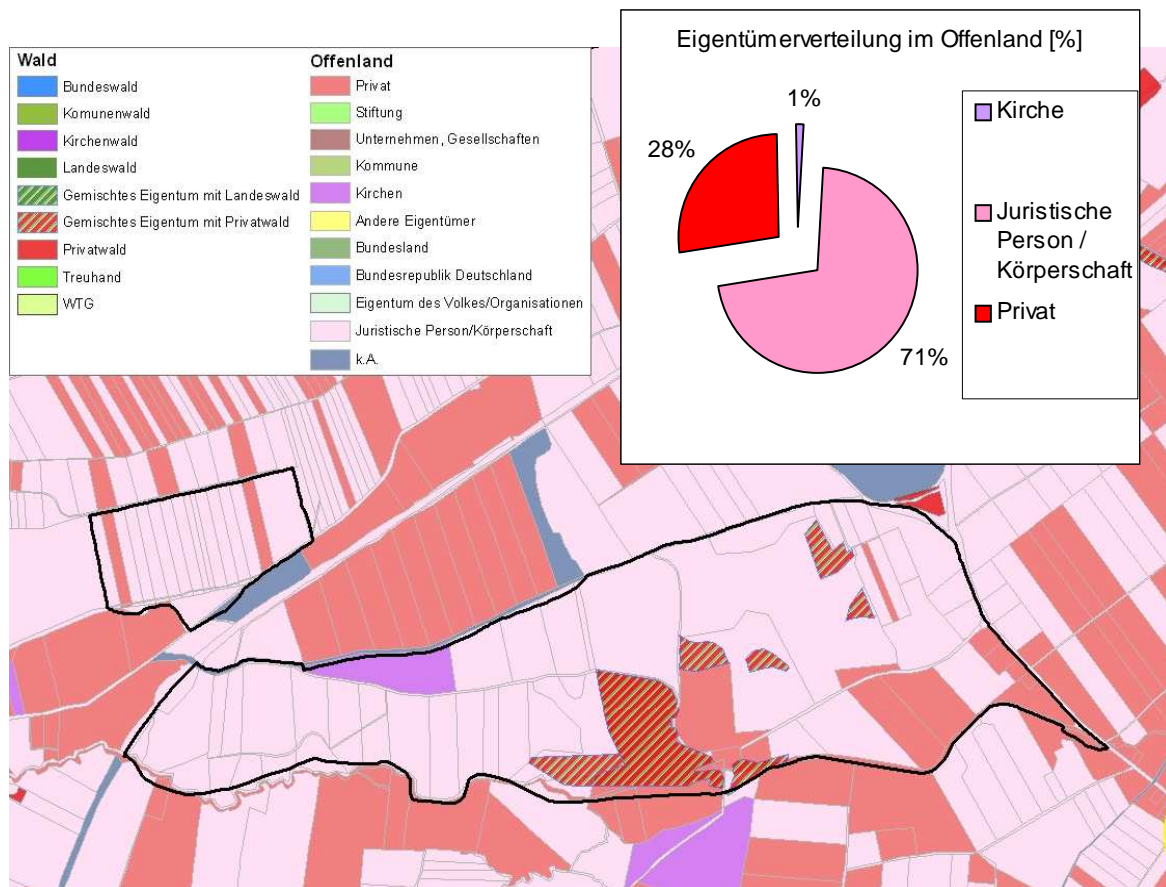 Wald
Bundeswald
Komunenwald
Kirchenwald
Landeswald
Gemischtes Eigentum mit Landeswald
Gemischtes Eigentum mit Privatwald
Privatwald
Treuhand
WTG
Offenland
Privat
Stiftung
Unternehmen, Gesellschaften
Kommune
Kirchen
Andere Eigentümer
Bundesland
Bundesrepublik Deutschland
Eigentum des Volkes/Organisationen
Juristische Person/Körperschaft
k.A.
Eigentümerverteilung im Offenland [%]
1%
28%
71%
Kirche
Juristische
Person /
Körperschaft
Privat